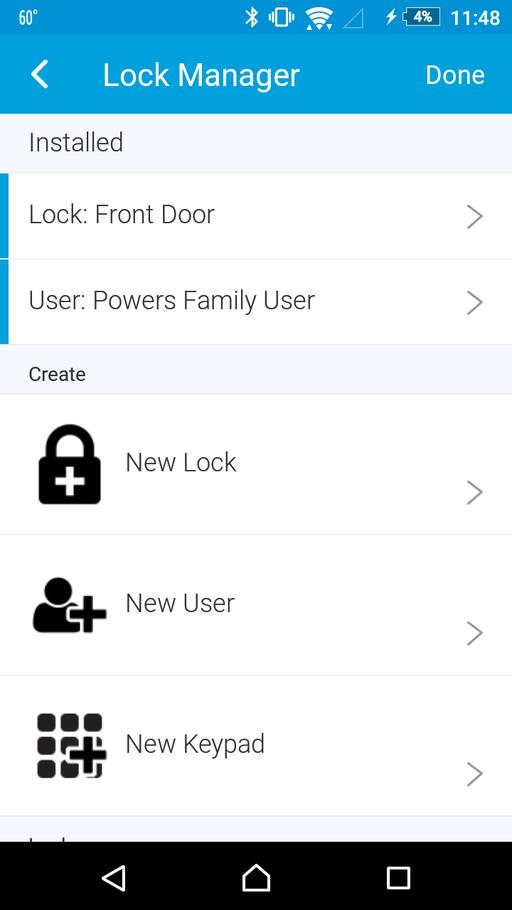 60°
4%
11:48
Lock Manager
Done
Installed
Lock: Front Door
User: Powers Family User
Create
New Lock
New User
New Keypad